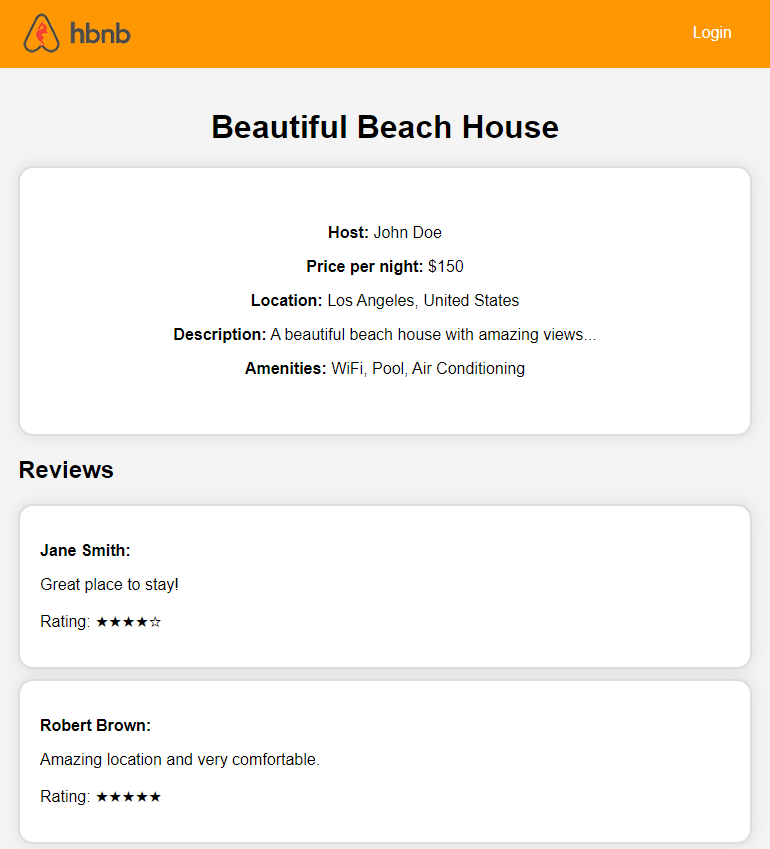 hbnb
Login
Beautiful Beach House
Host: John Doe
Price per night: $150
Location: Los Angeles, United States
Description: A beautiful beach house with amazing views...
Amenities: WiFi, Pool, Air Conditioning
Reviews
Jane Smith:
Great place to stay!
Rating: ★★★★☆
Robert Brown:
Amazing location and very comfortable.
Rating: ★★★★★